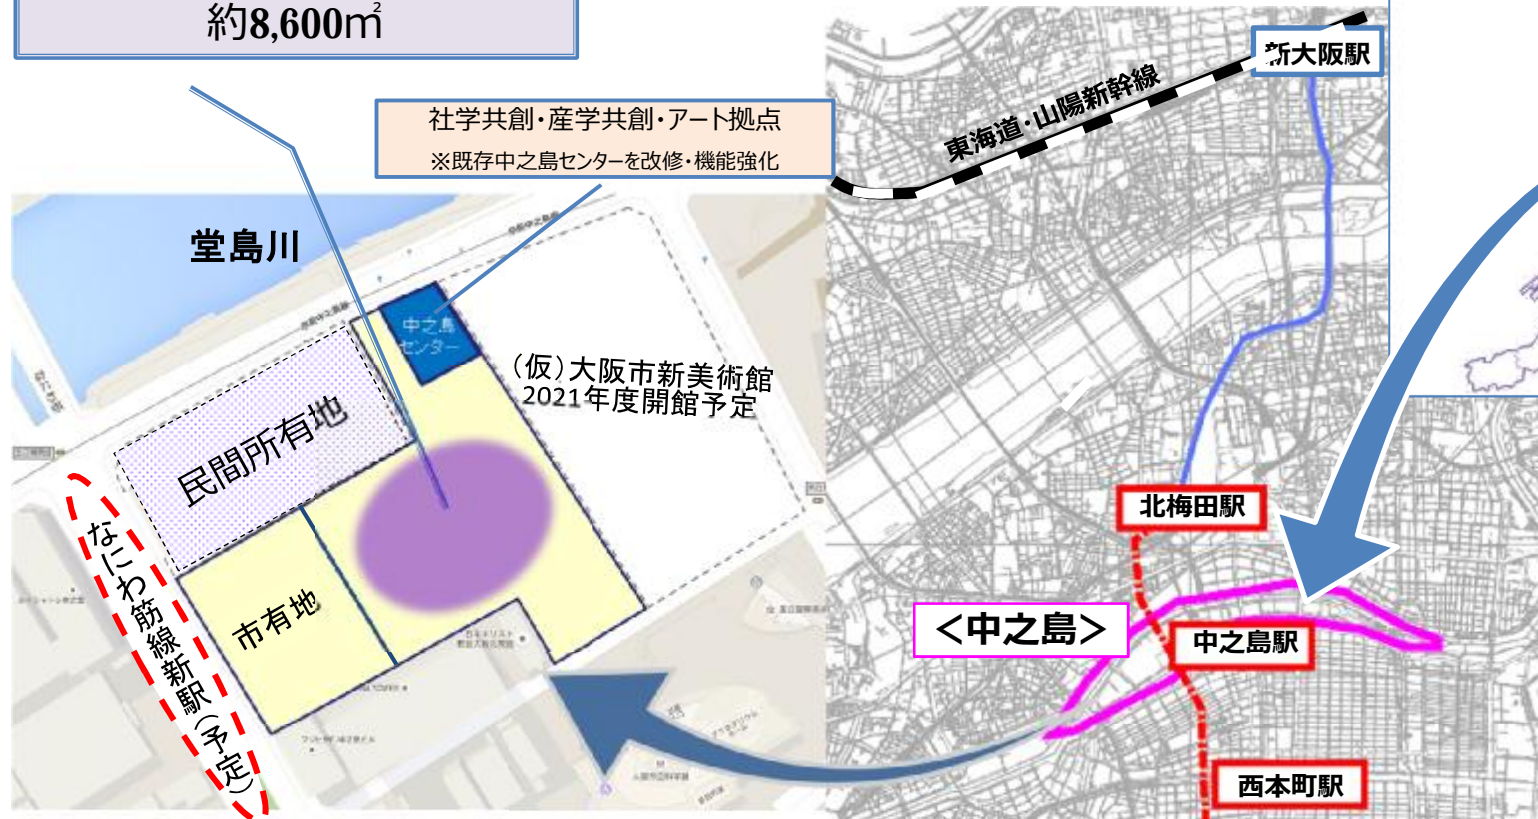 約8,600㎡
社学共創・産学共創・アート拠点
※既存中之島センターを改修・機能強化
堂島川
中之島
センター
(仮)大阪市新美術館
2021年度開館予定
民間所有地
市有地
なにわ筋線新駅(予定)
新大阪駅
東海道・山陽新幹線
北梅田駅
<中之島>
中之島駅
西本町駅